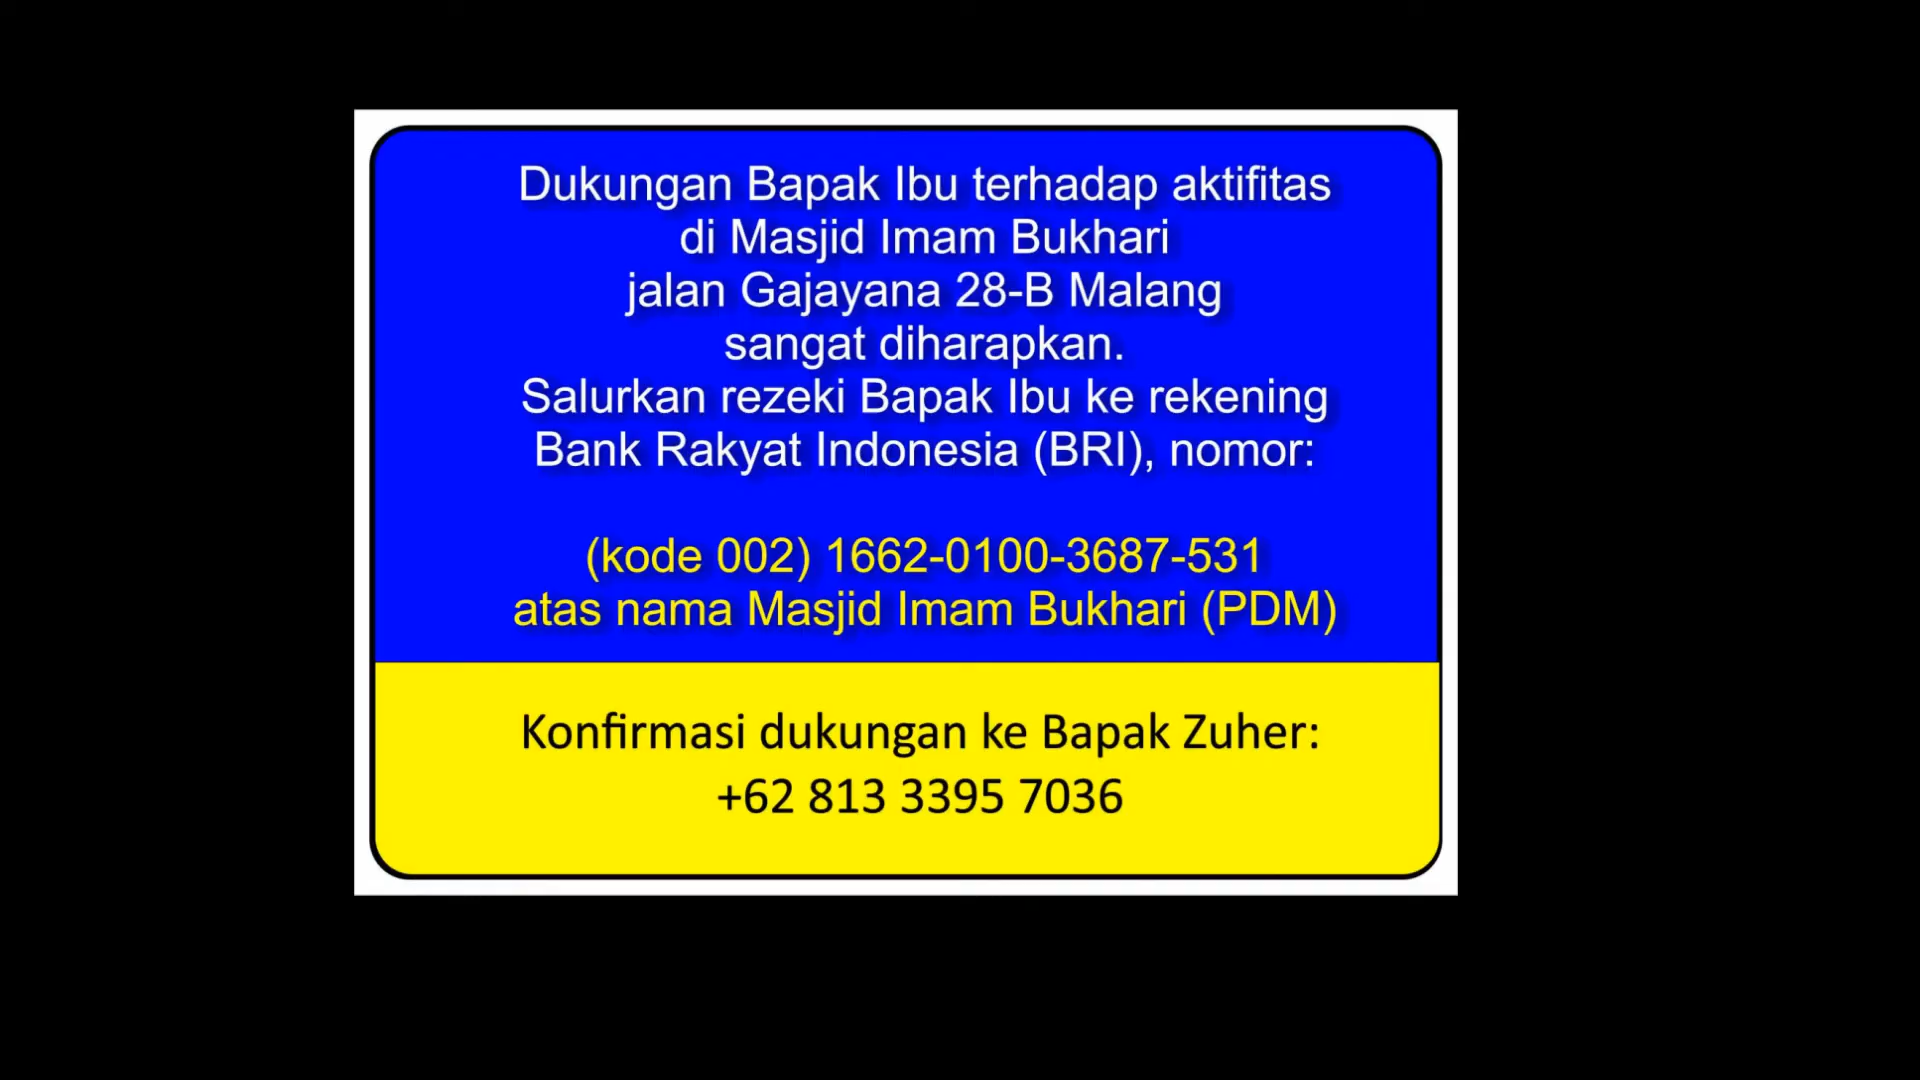 Dukungan Bapak Ibu terhadap aktifitas
di Masjid Imam Bukhari
jalan Gajayana 28-B Malang
sangat diharapkan.
Salurkan rezeki Bapak Ibu ke rekening
Bank Rakyat Indonesia (BRI), nomor:
(kode 002) 1662-0100-3687-531
atas nama Masjid Imam Bukhari (PDM)
Konfirmasi dukungan ke Bapak Zuher:
+62 813 3395 7036